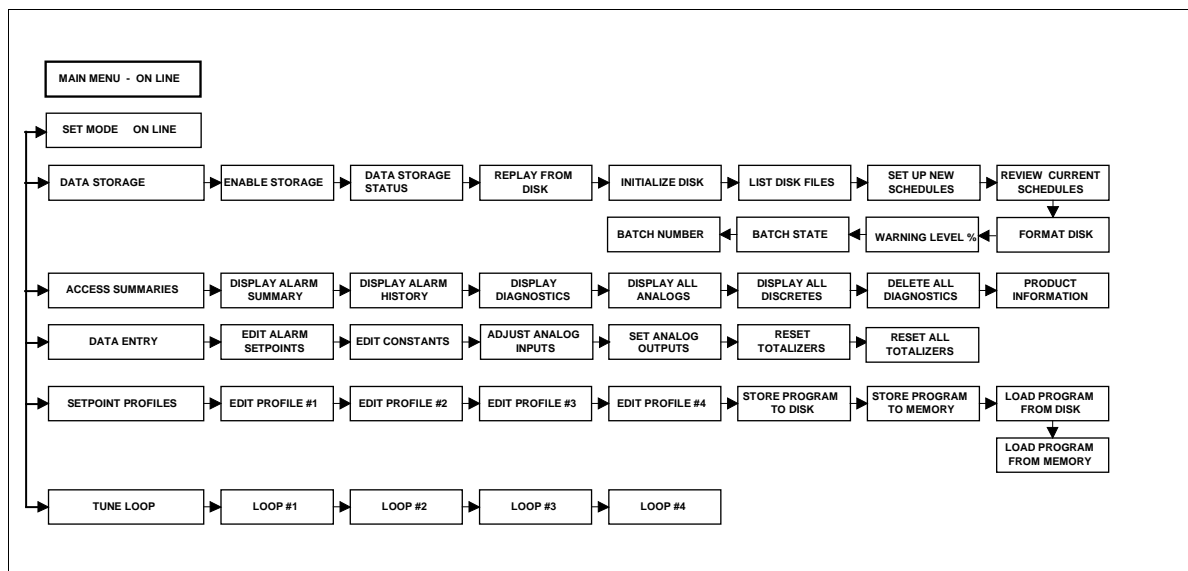 MAIN MENU - ON LINE
SET MODE ON LINE
DATA STORAGE
ENABLE STORAGE
DATA STORAGE
STATUS
REPLAY FROM
DISK
INITIALIZE DISK
LIST DISK FILES
SET UP NEW
SCHEDULES
REVIEW CURRENT
SCHEDULES
FORMAT DISK
WARNING LEVEL %
BATCH STATE
BATCH NUMBER
ACCESS SUMMARIES
DISPLAY ALARM
SUMMARY
DISPLAY ALARM
HISTORY
DISPLAY
DIAGNOSTICS
DISPLAY ALL
ANALOGS
DISPLAY ALL
DISCRETES
DELETE ALL
DIAGNOSTICS
PRODUCT
INFORMATION
DATA ENTRY
EDIT ALARM
SETPOINTS
EDIT CONSTANTS
ADJUST ANALOG
INPUTS
SET ANALOG
OUTPUTS
RESET
TOTALIZERS
RESET ALL
TOTALIZERS
SETPOINT PROFILES
EDIT PROFILE #1
EDIT PROFILE #2
EDIT PROFILE #3
EDIT PROFILE #4
STORE PROGRAM
TO DISK
STORE PROGRAM
TO MEMORY
LOAD PROGRAM
FROM DISK
LOAD PROGRAM
FROM MEMORY
TUNE LOOP
LOOP #1
LOOP #2
LOOP #3
LOOP #4